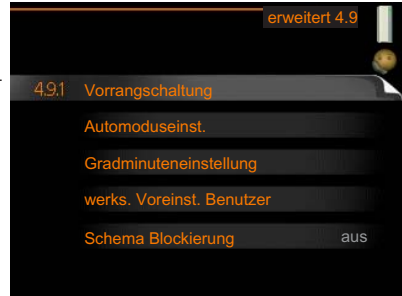 erweitert 4.9
4.9.1 Vorrangschaltung
Automoduseinst.
Gradminuteneinstellung
werks. Voreinst. Benutzer
Schema Blockierung aus